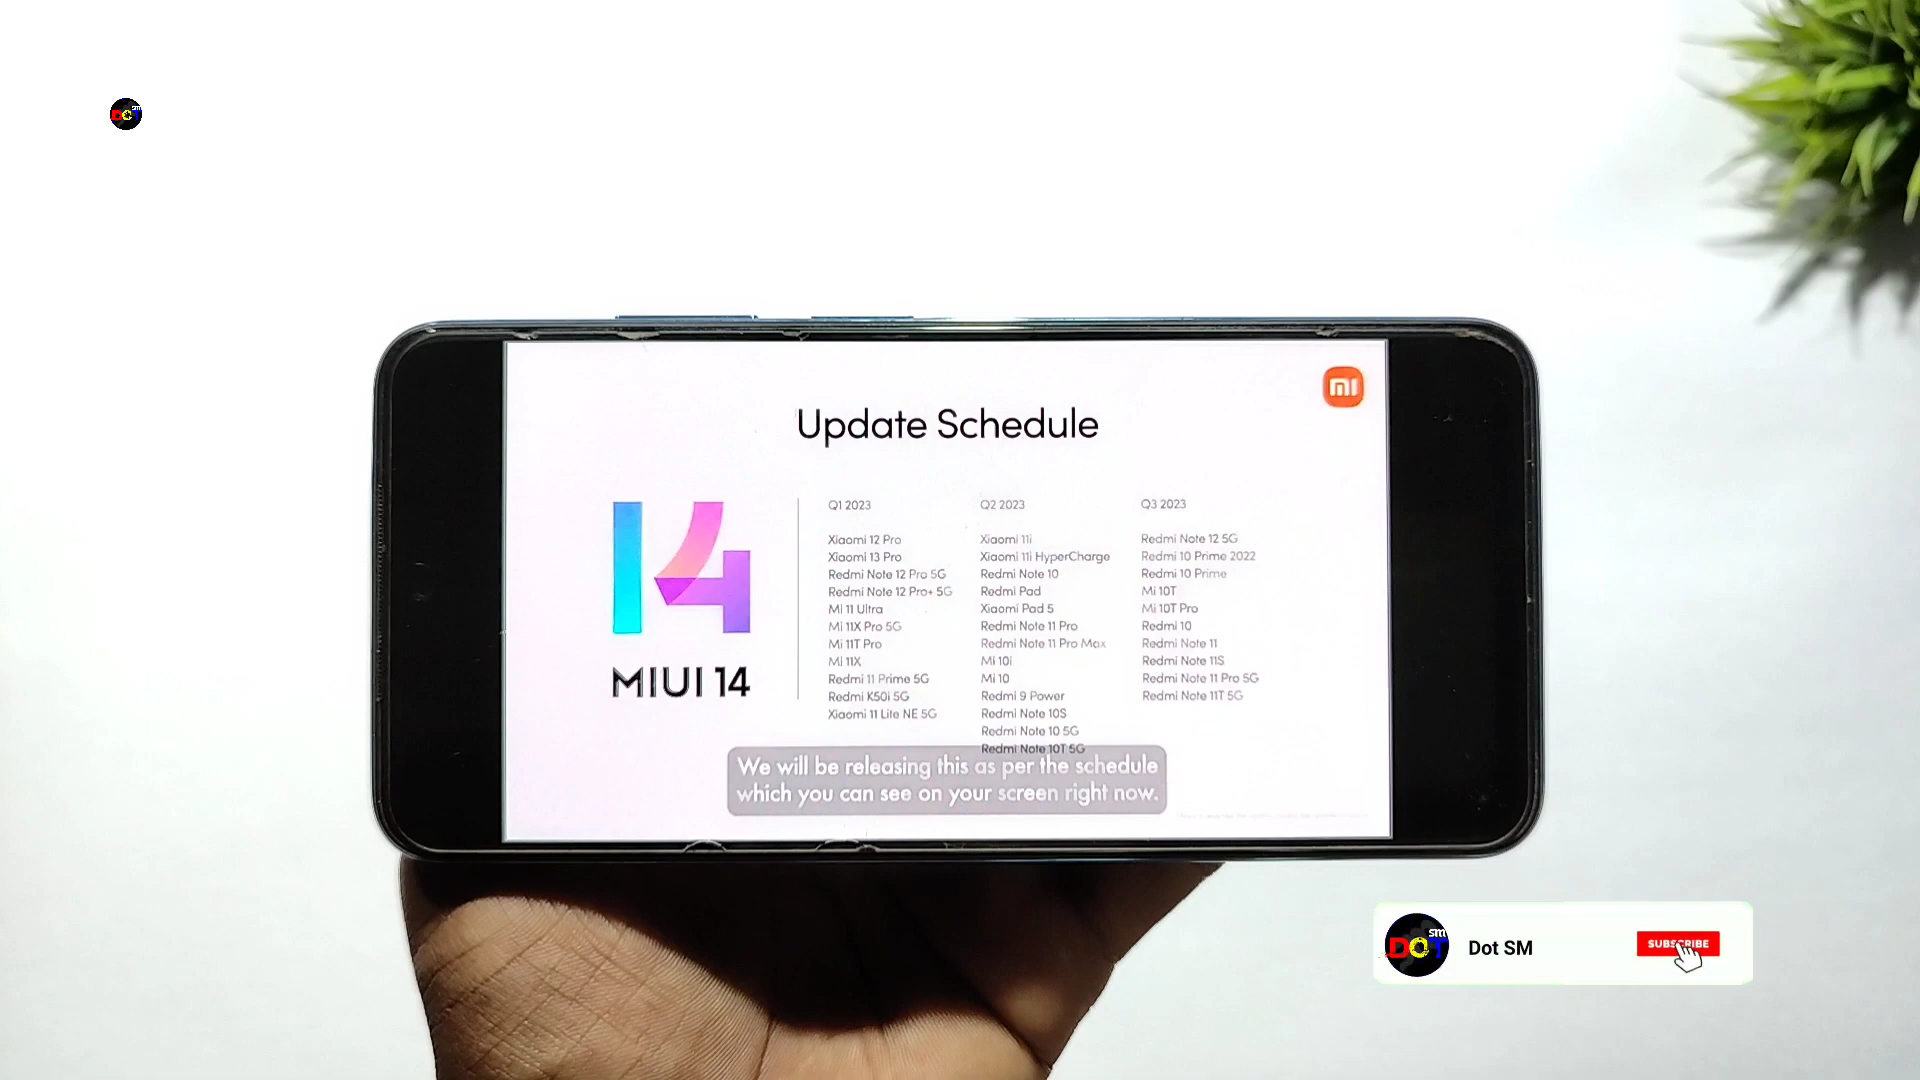 DOT sm
mi
Update Schedule
14
MIUI 14
Q1 2023
Xiaomi 12 Pro
Xiaomi 13 Pro
Redmi Note 12 Pro 5G
Redmi Note 12 Pro+ 5G
Mi 11 Ultra
Mi 11X Pro 5G
Mi 11T Pro
Mi 11X
Redmi 11 Prime 5G
Redmi K50i 5G
Xiaomi 11 Lite NE 5G
Q2 2023
Xiaomi 11i
Xiaomi 11i HyperCharge
Redmi Note 10
Redmi Pad
Xiaomi Pad 5
Redmi Note 11 Pro
Redmi Note 11 Pro Max
Mi 10i
Mi 10
Redmi 9 Power
Redmi Note 10S
Redmi Note 10 5G
Redmi Note 10T 5G
Q3 2023
Redmi Note 12 5G
Redmi 10 Prime 2022
Redmi 10 Prime
Mi 10T
Mi 10T Pro
Redmi 10
Redmi Note 11
Redmi Note 11S
Redmi Note 11 Pro 5G
Redmi Note 11T 5G
We will be releasing this as per the schedule
which you can see on your screen right now.
DOT sm
Dot SM
SUBSCRIBE